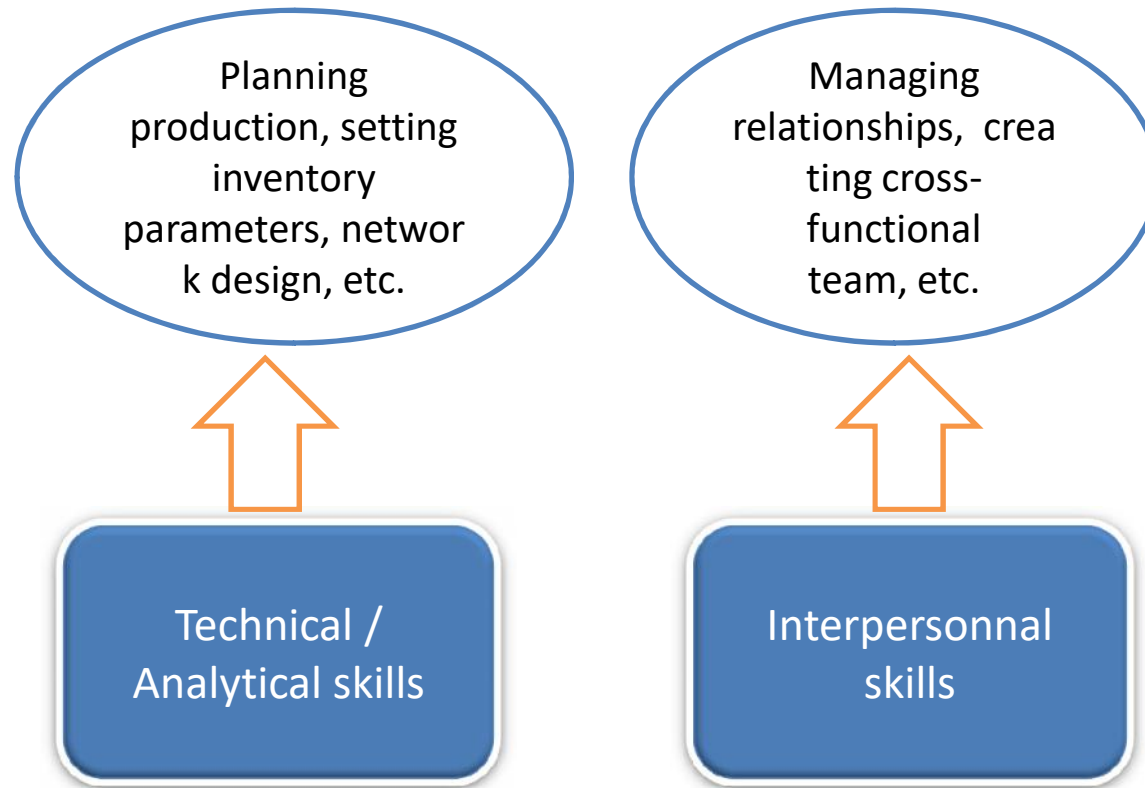 Planning
production, setting
inventory
parameters, networ
k design, etc.
Managing
relationships,  crea
ting cross-
functional
team, etc.
Technical /
Analytical skills
Interpersonnal
skills